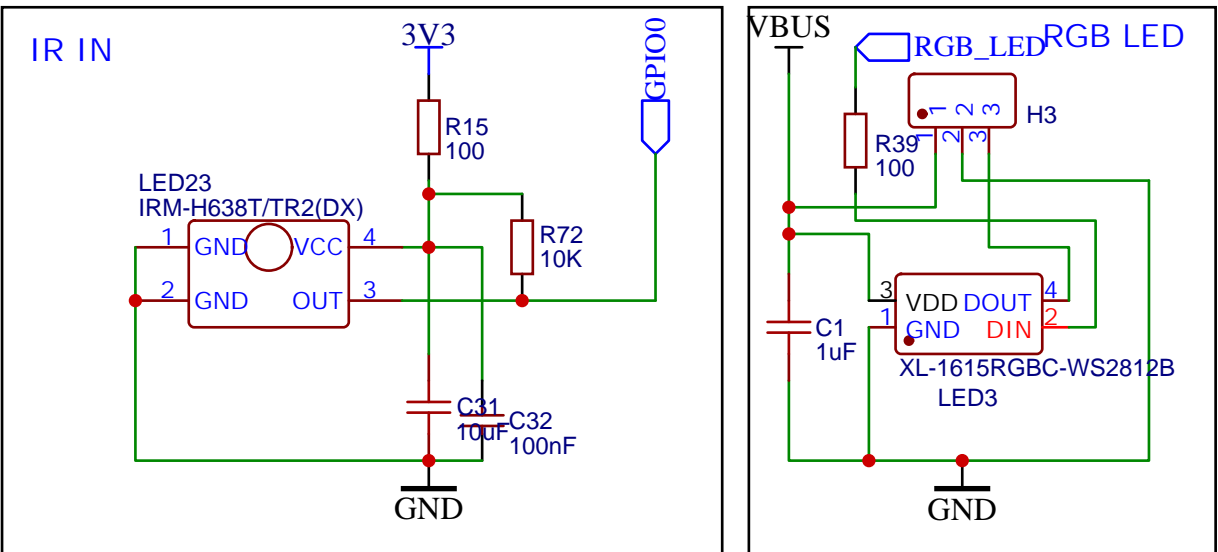 IR IN
3V3
GPIO0
R15
100
LED23
IRM-H638T/TR2(DX)
1
GND
VCC
4
2
GND
OUT
3
R72
10K
C31
10uF
C32
100nF
GND
VBUS
RGB_LED
RGB LED
1
2
3
H3
1
2
3
R39
100
3
VDD
DOUT
4
1
GND
DIN
2
C1
1uF
XL-1615RGBC-WS2812B
LED3
GND